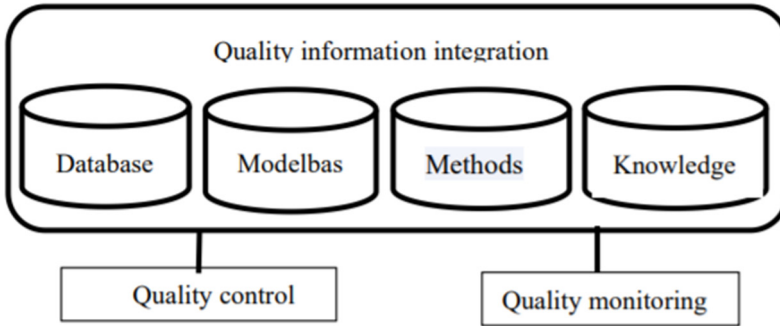 Quality information integration
Database
Modelbas
Methods
Knowledge
Quality control
Quality monitoring